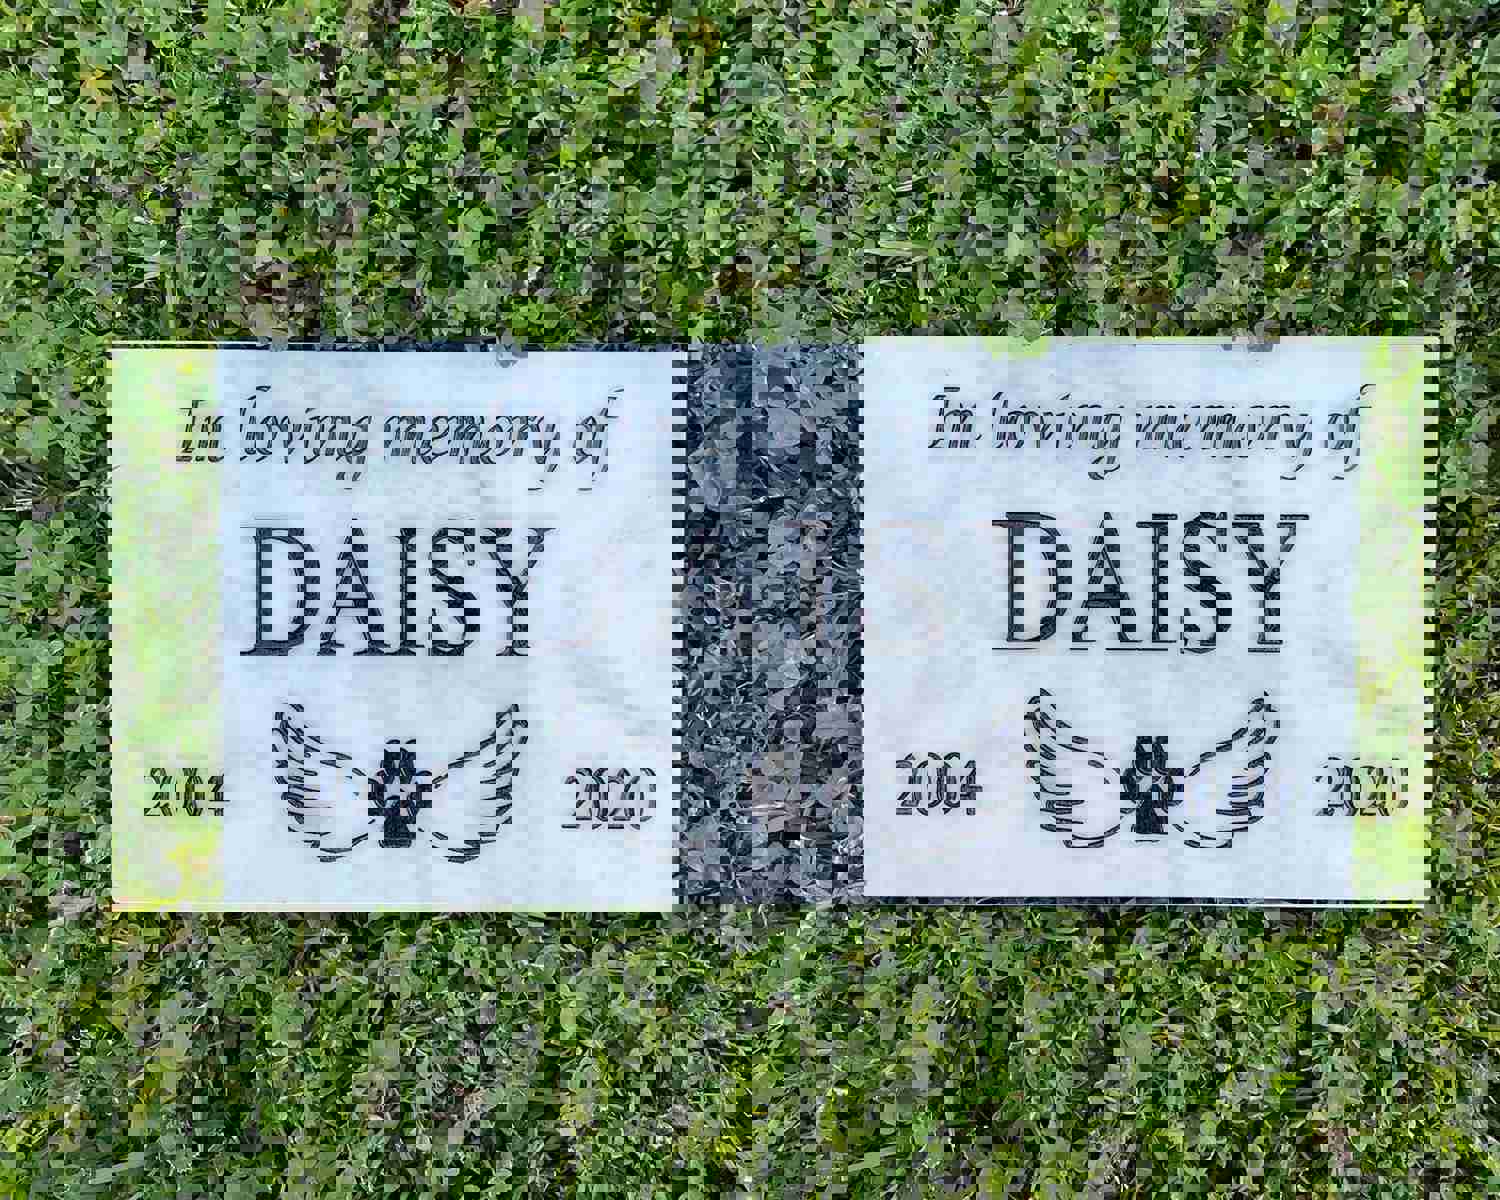 In loving memory of In loving memory of
DAISY DAISY
2004 2020 2004 2020